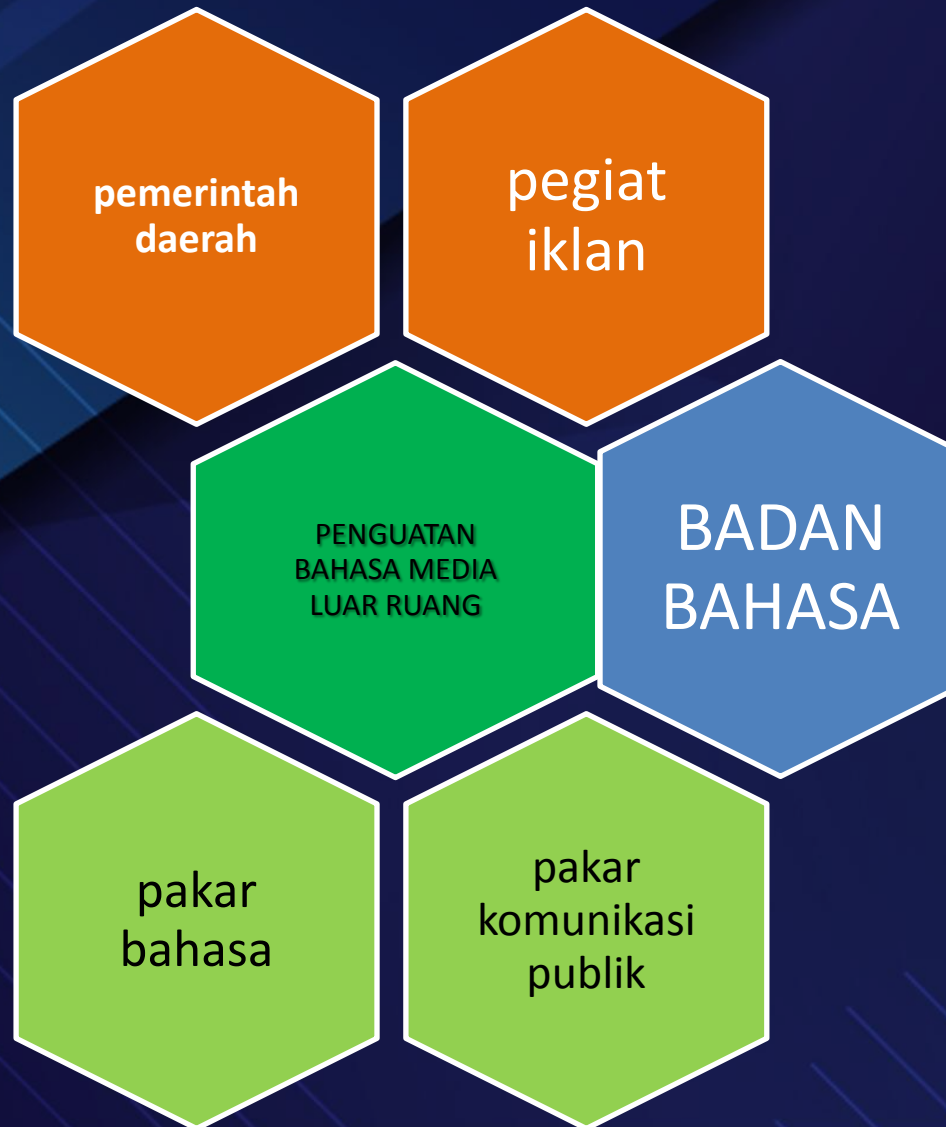 pemerintah
daerah
pegiat
iklan
PENGUATAN
BAHASA MEDIA
LUAR RUANG
BADAN
BAHASA
pakar
bahasa
pakar
komunikasi
publik